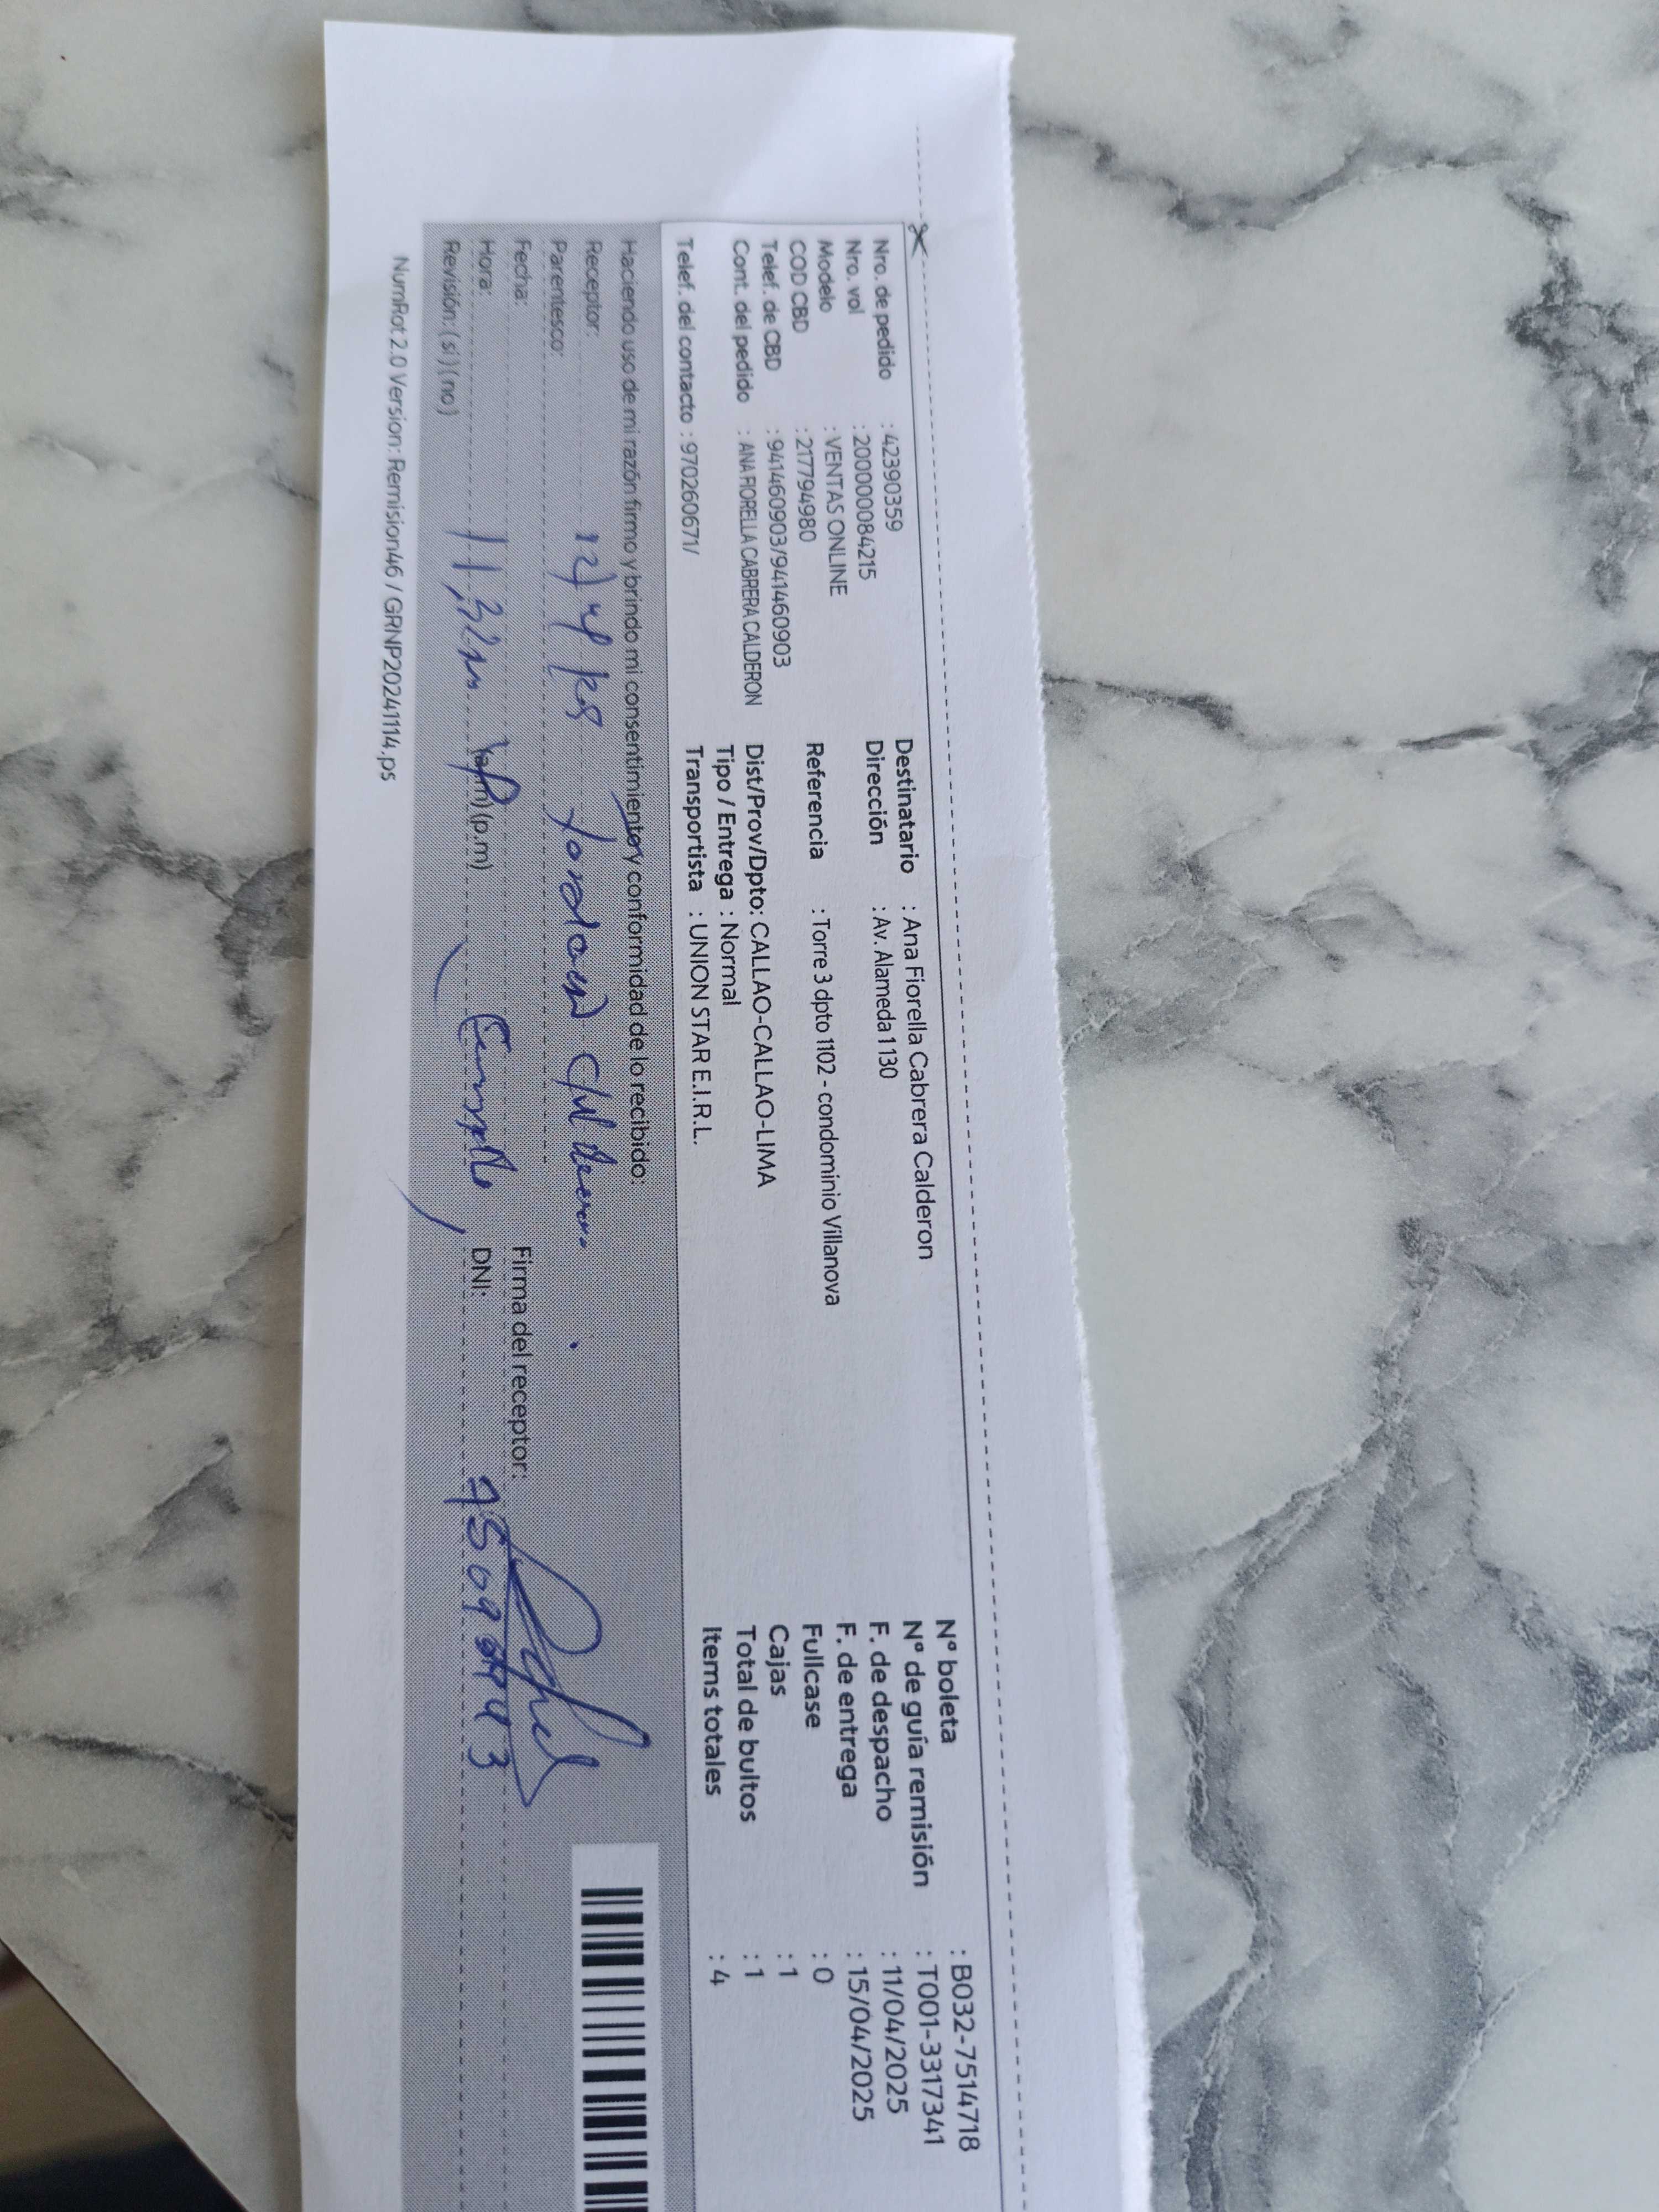 Nro. de pedido : 42390359
Nro. vol : 20000084215
Modelo : VENTAS ONLINE
COD CBD : 217794980
Telef. de CBD : 941460903/941460903
Cont. del pedido : ANA FIORELLA CABRERA CALDERON
Telef. del contacto : 970260671/
Destinatario : Ana Fiorella Cabrera Calderon
Dirección : Av. Alameda 1 130
Referencia : Torre 3 dpto 1102 - condominio Villanova
Dist/Prov/Dpto: CALLAO-CALLAO-LIMA
Tipo / Entrega : Normal
Transportista : UNION STAR E.I.R.L.
N° boleta : B032-7514718
N° de guía remisión : T001-3317341
F. de despacho : 11/04/2025
F. de entrega : 15/04/2025
Fullcase : 0
Cajas : 1
Total de bultos : 1
Items totales : 4
Haciendo uso de mi razón firmo y brindo mi consentimiento y conformidad de lo recibido:
Receptor:
Parentesco:
Fecha:
Hora: (a.m) (p.m)
Revisión: ( sí ) ( no )
Firma del receptor:
DNI:
NumRot 2.0 Version: Remision46 / GRNP20241114.ps